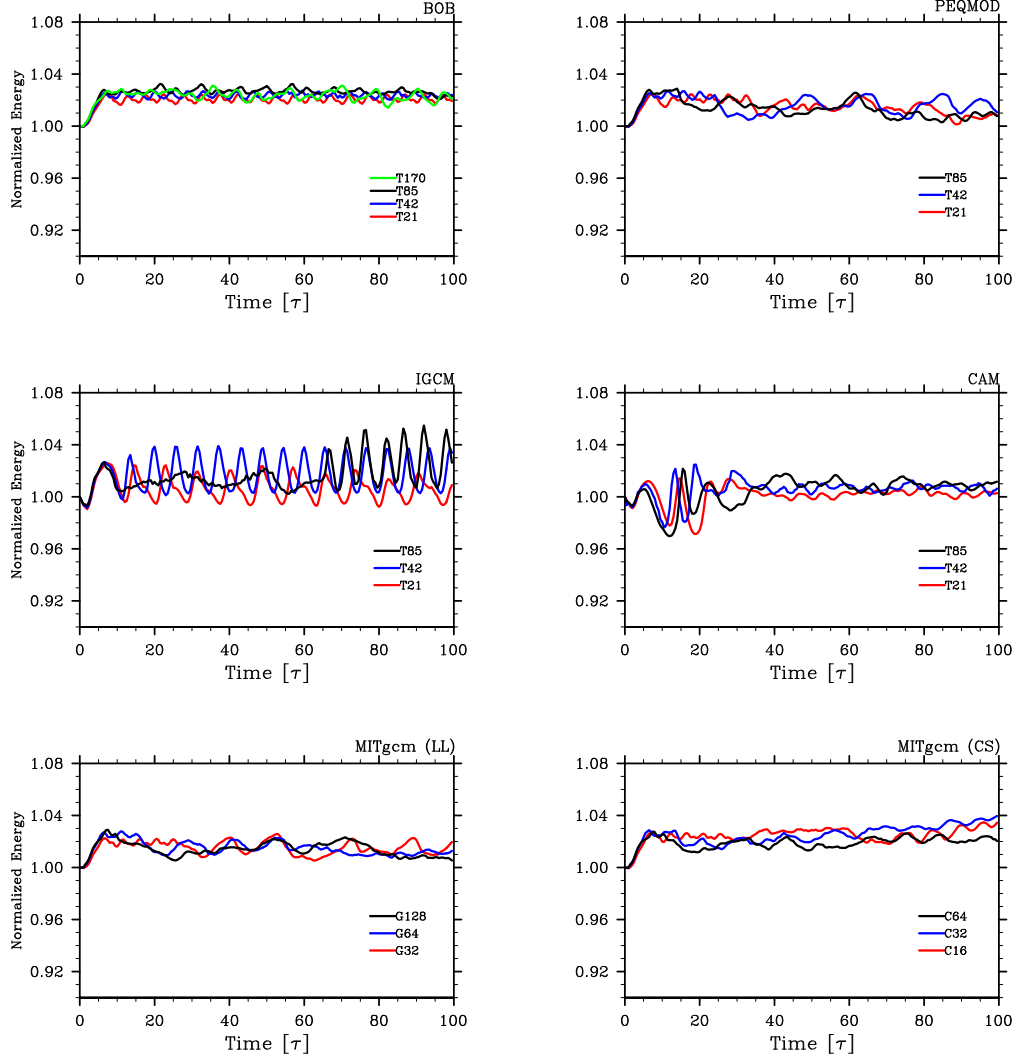 BOB
1.08
1.04
1.00
0.96
0.92
Normalized Energy
T170
T85
T42
T21
0 20 40 60 80 100
Time [τ]
PEQMOD
1.08
1.04
1.00
0.96
0.92
T85
T42
T21
0 20 40 60 80 100
Time [τ]
IGCM
1.08
1.04
1.00
0.96
0.92
Normalized Energy
T85
T42
T21
0 20 40 60 80 100
Time [τ]
CAM
1.08
1.04
1.00
0.96
0.92
T85
T42
T21
0 20 40 60 80 100
Time [τ]
MITgcm (LL)
1.08
1.04
1.00
0.96
0.92
Normalized Energy
G128
G64
G32
0 20 40 60 80 100
Time [τ]
MITgcm (CS)
1.08
1.04
1.00
0.96
0.92
C64
C32
C16
0 20 40 60 80 100
Time [τ]